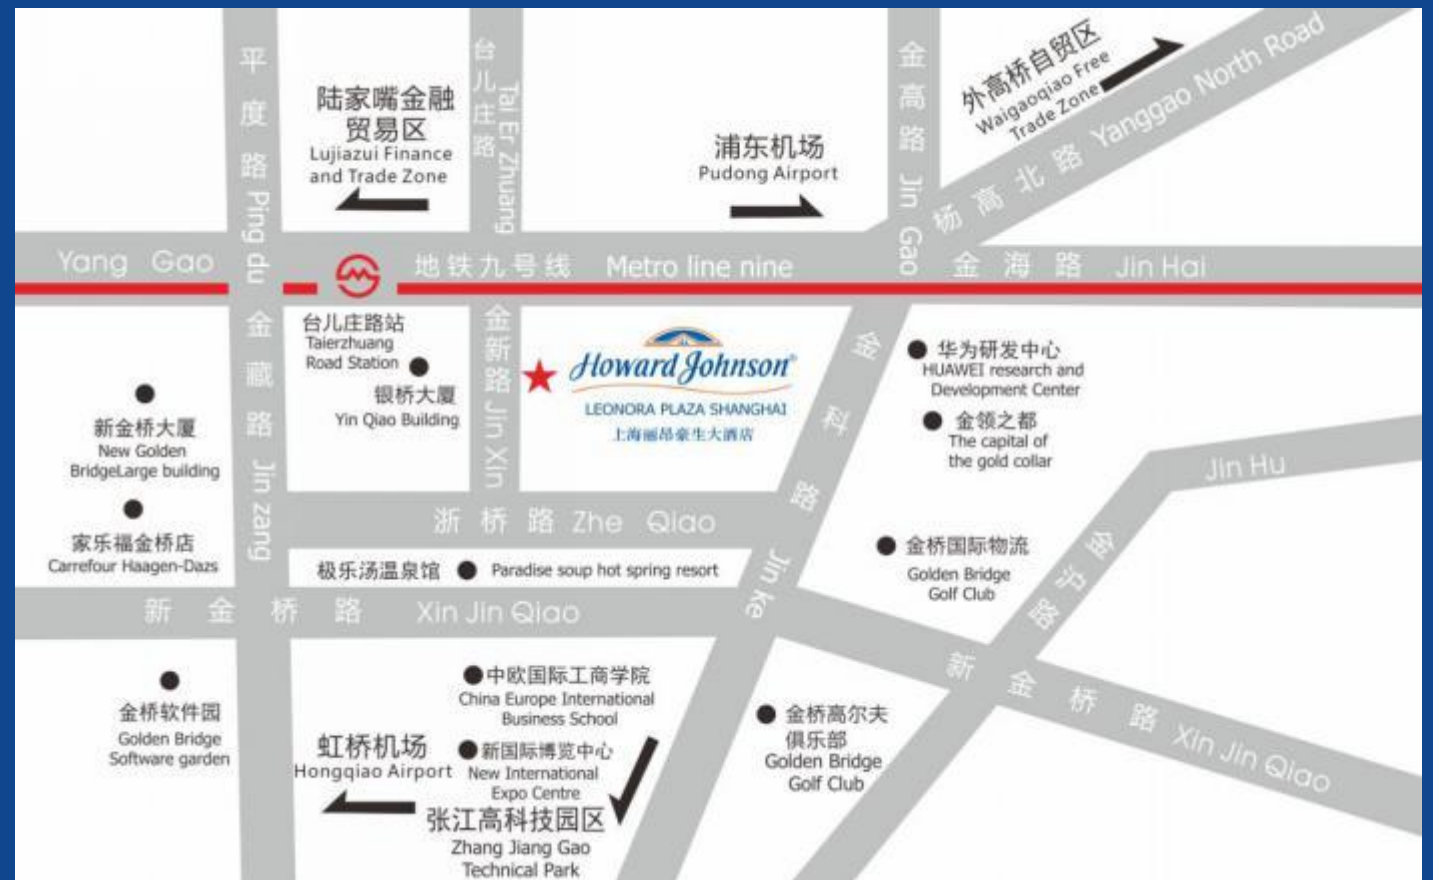 平度路 Ping du
陆家嘴金融
贸易区
Lujiazui Finance
and Trade Zone
台儿庄路
Tai Er Zhuang
浦东机场
Pudong Airport
金高路 Jin Gao
外高桥自贸区
Waigaoqiao Free
Trade Zone
杨高北路 Yanggao North Road
Yang Gao
地铁九号线 Metro line nine
金海路 Jin Hai
金藏路 Jin zang
台儿庄路站
Taierzhuang
Road Station
银桥大厦
Yin Qiao Building
金新路 Jin Xin
Howard Johnson®
LEONORA PLAZA SHANGHAI
上海丽昂豪生大酒店
金科路 Jin ke
华为研发中心
HUAWEI research and
Development Center
金领之都
The capital of
the gold collar
Jin Hu
金沪路
新金桥大厦
New Golden
BridgeLarge building
家乐福金桥店
Carrefour Haagen-Dazs
浙桥路 Zhe Qiao
极乐汤温泉馆
Paradise soup hot spring resort
金桥国际物流
Golden Bridge
Golf Club
新金桥路 Xin Jin Qiao
新金桥路 Xin Jin Qiao
金桥软件园
Golden Bridge
Software garden
中欧国际工商学院
China Europe International
Business School
虹桥机场
Hongqiao Airport
新国际博览中心
New International
Expo Centre
张江高科技园区
Zhang Jiang Gao
Technical Park
金桥高尔夫
俱乐部
Golden Bridge
Golf Club